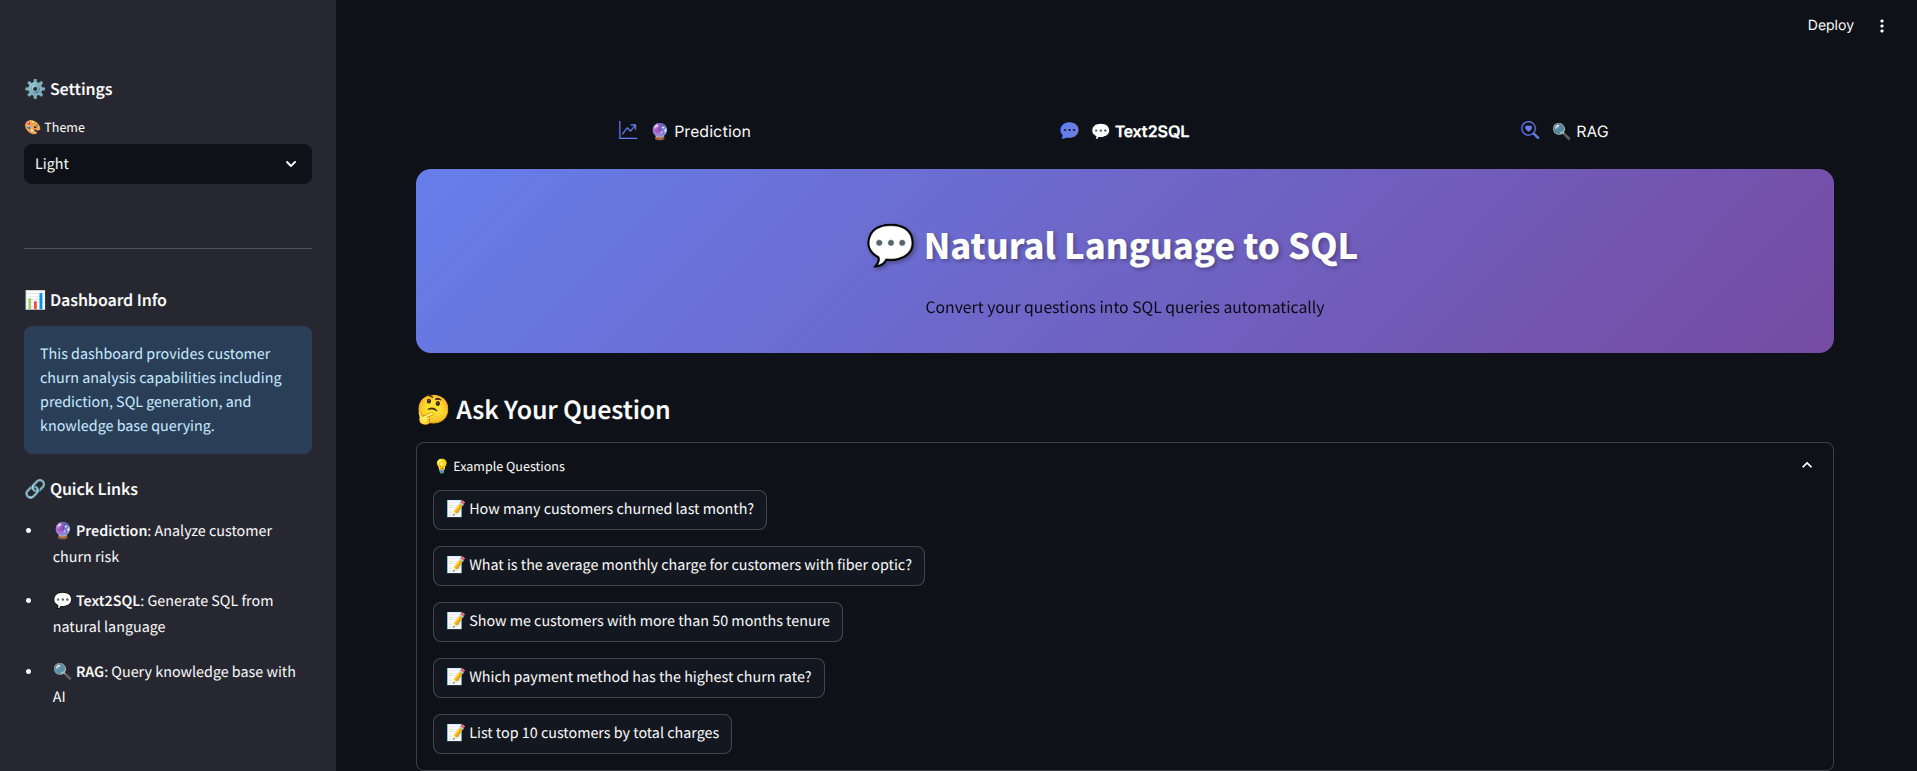 Deploy
⚙️ Settings
🎨 Theme
Light
📊 Dashboard Info
This dashboard provides customer
churn analysis capabilities including
prediction, SQL generation, and
knowledge base querying.
🔗 Quick Links
• 🔮 Prediction: Analyze customer
churn risk
• 💬 Text2SQL: Generate SQL from
natural language
• 🔍 RAG: Query knowledge base with
AI
🔮 Prediction
💬 Text2SQL
🔍 RAG
💬 Natural Language to SQL
Convert your questions into SQL queries automatically
🤔 Ask Your Question
💡 Example Questions
📝 How many customers churned last month?
📝 What is the average monthly charge for customers with fiber optic?
📝 Show me customers with more than 50 months tenure
📝 Which payment method has the highest churn rate?
📝 List top 10 customers by total charges